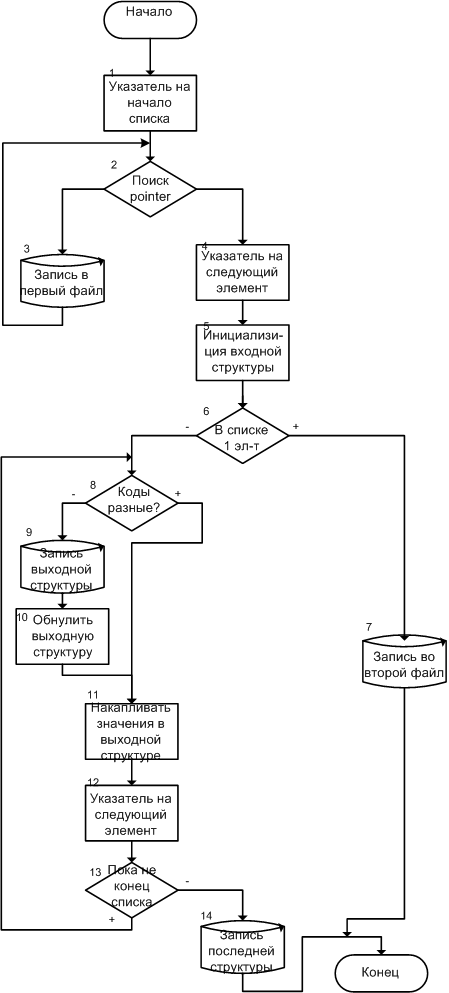 Начало
1
Указатель на
начало
списка
2
Поиск
pointer
3
Запись в
первый файл
4
Указатель на
следующий
элемент
5
Инициализи-
ция входной
структуры
6
В списке
1 эл-т
-
+
8
Коды
разные?
-
+
9
Запись
выходной
структуры
10
Обнулить
выходную
структуру
7
Запись во
второй файл
11
Накапливать
значения в
выходной
структуре
12
Указатель на
следующий
элемент
13
Пока не
конец
списка
-
+
14
Запись
последней
структуры
Конец